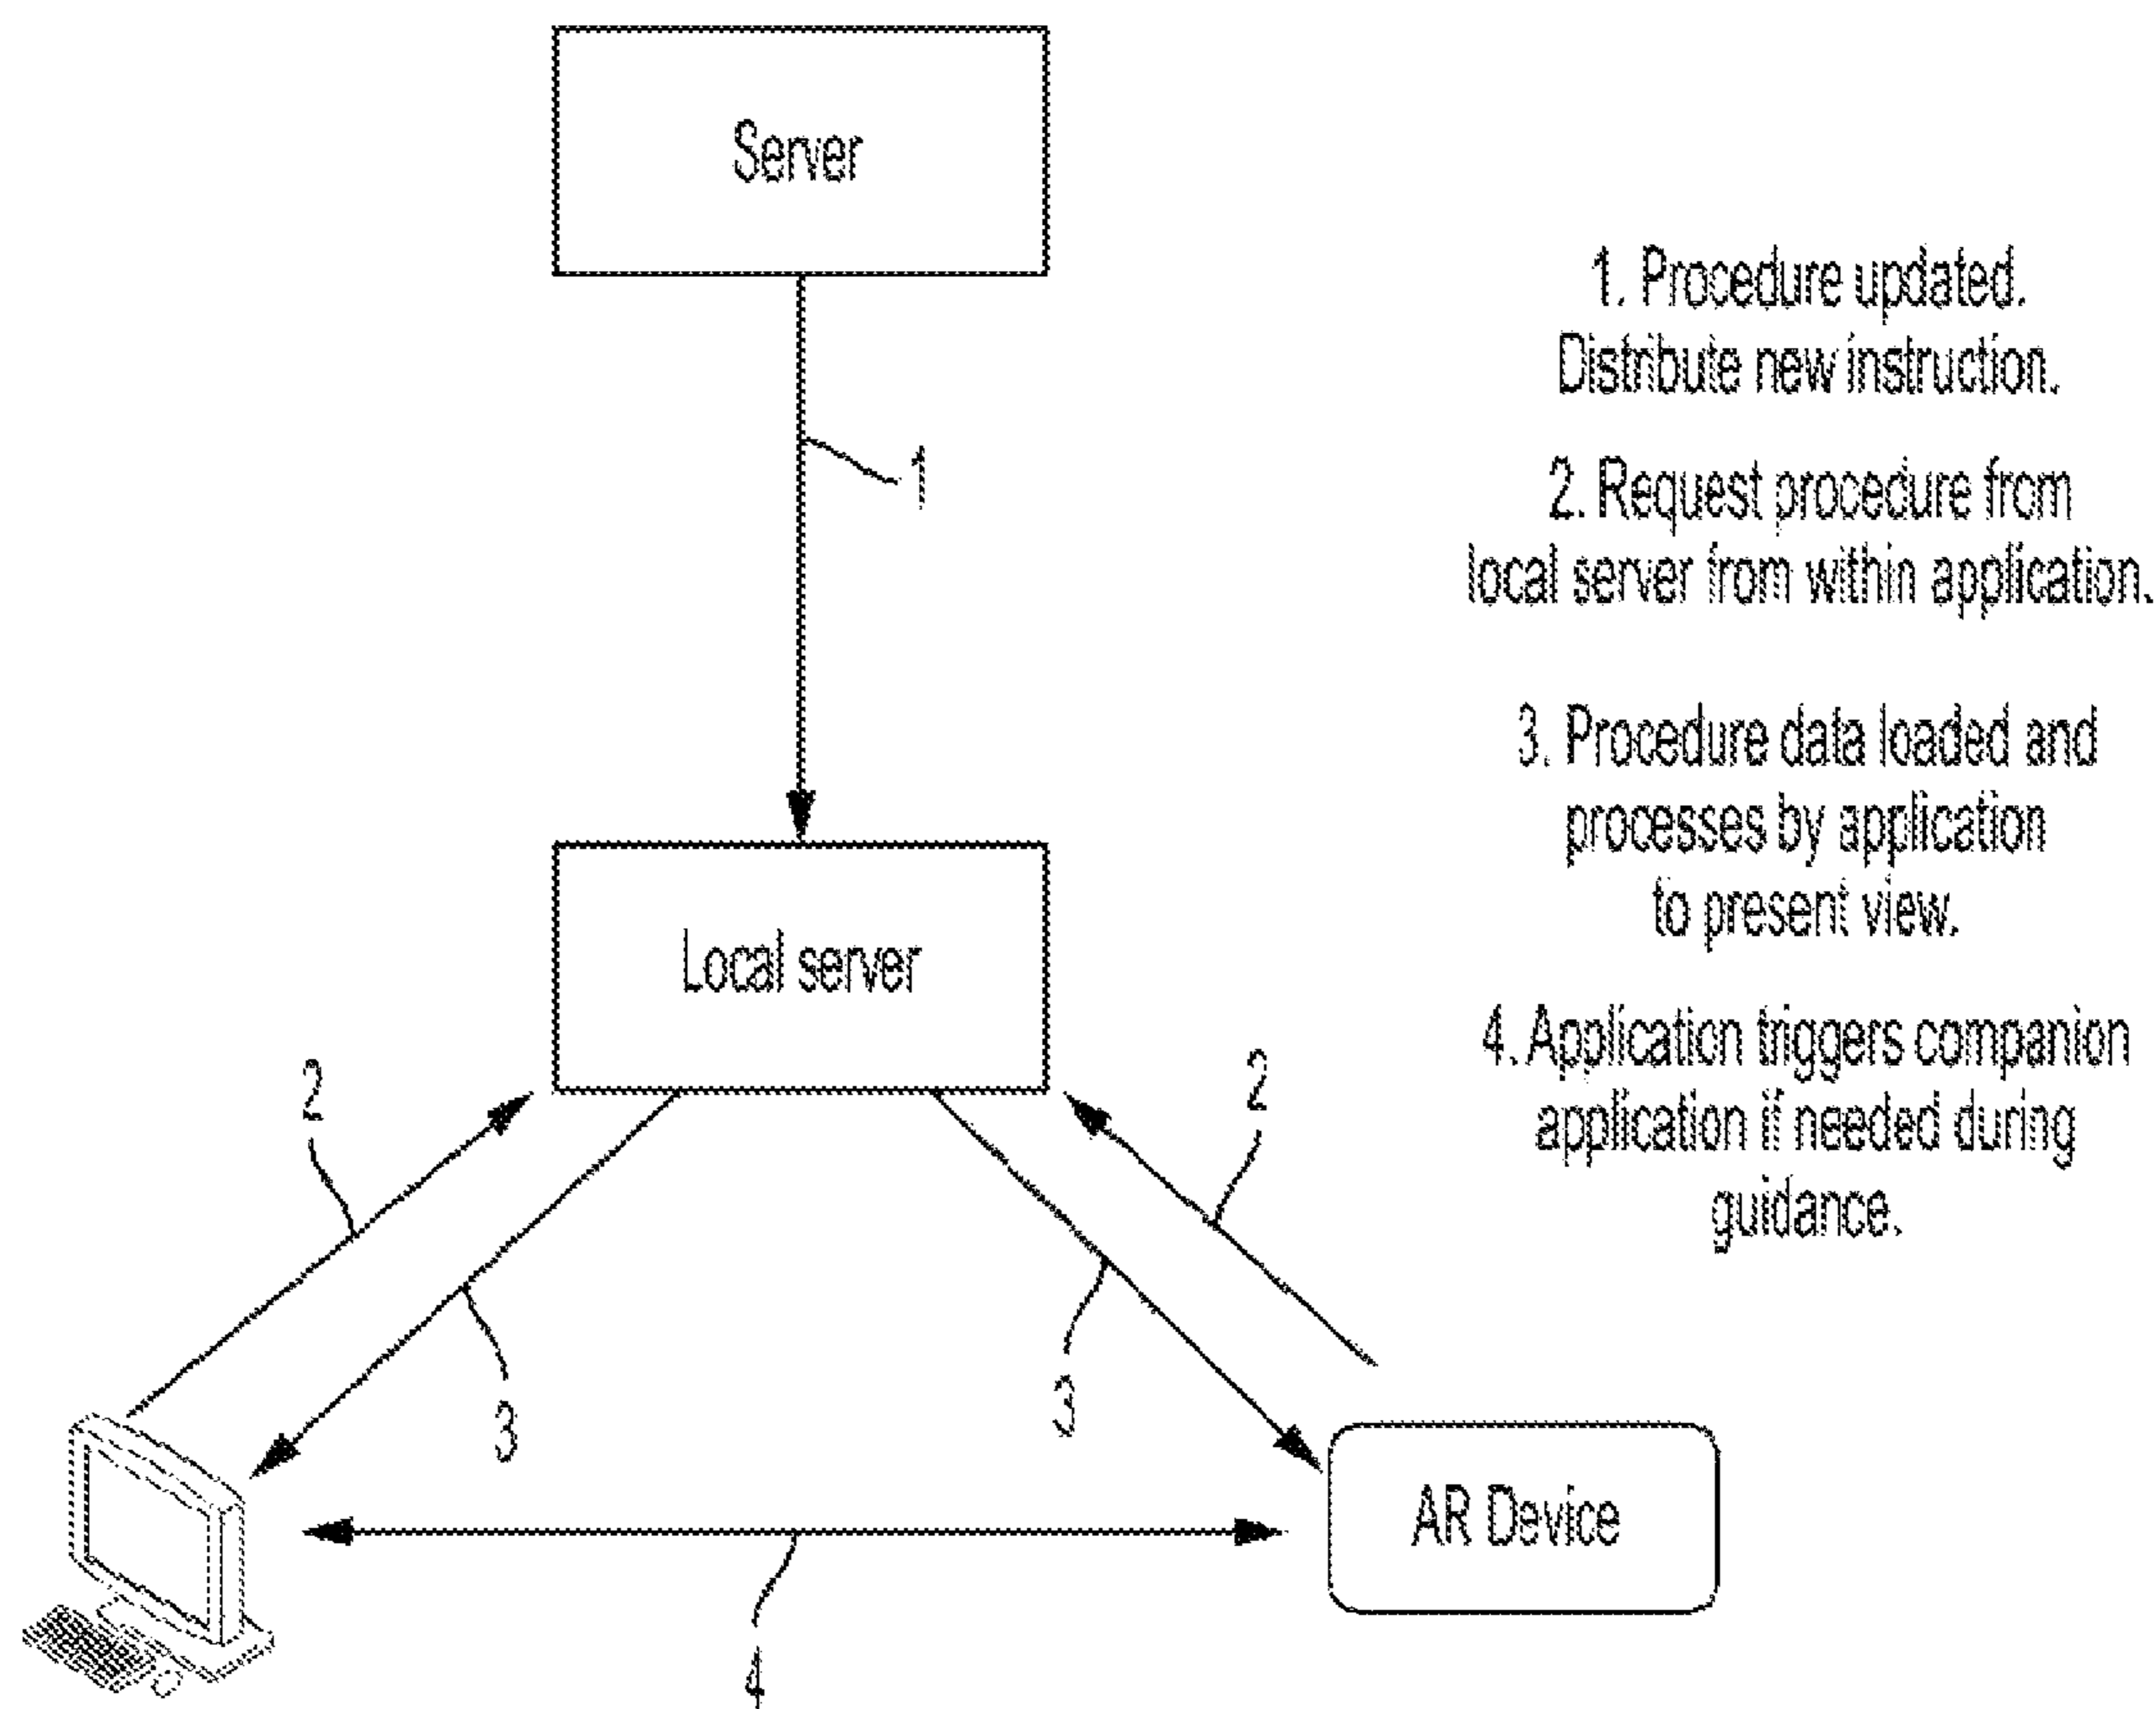 Server
1
1. Procedure updated.
Distribute new instruction.
2. Request procedure from
local server from within application.
3. Procedure data loaded and
processes by application
to present view.
4. Application triggers companion
application if needed during
guidance.
Local server
2
2
3
3
AR Device
4